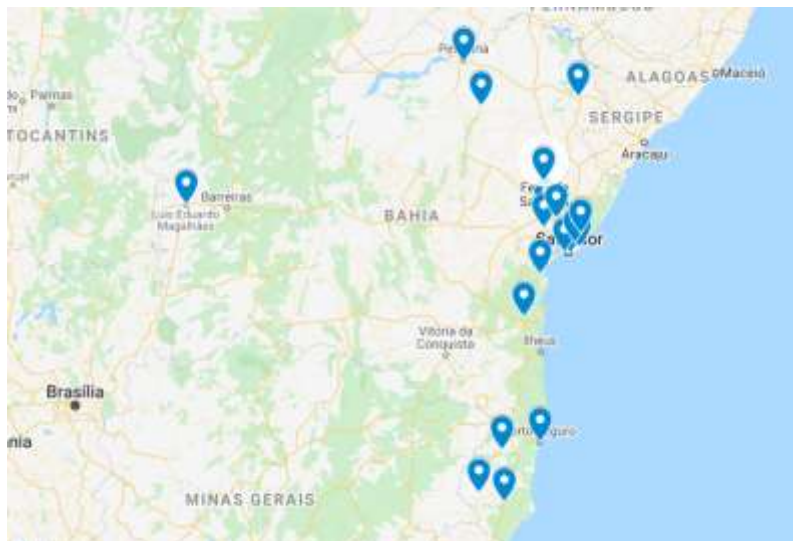 ALAGOAS
Maceió
Palmas
SERGIPE
TOCANTINS
Aracaju
Barreiras
Luís Eduardo
Magalhães
BAHIA
Vitória da
Conquista
Ilhéus
Brasília
MINAS GERAIS